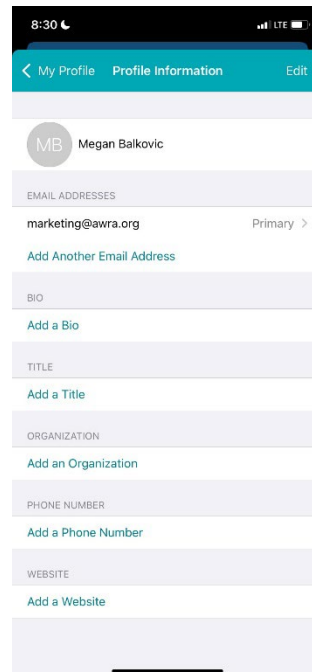 8:30
LTE
My Profile
Profile Information
Edit
MB
Megan Balkovic
EMAIL ADDRESSES
marketing@awra.org
Primary
Add Another Email Address
BIO
Add a Bio
TITLE
Add a Title
ORGANIZATION
Add an Organization
PHONE NUMBER
Add a Phone Number
WEBSITE
Add a Website